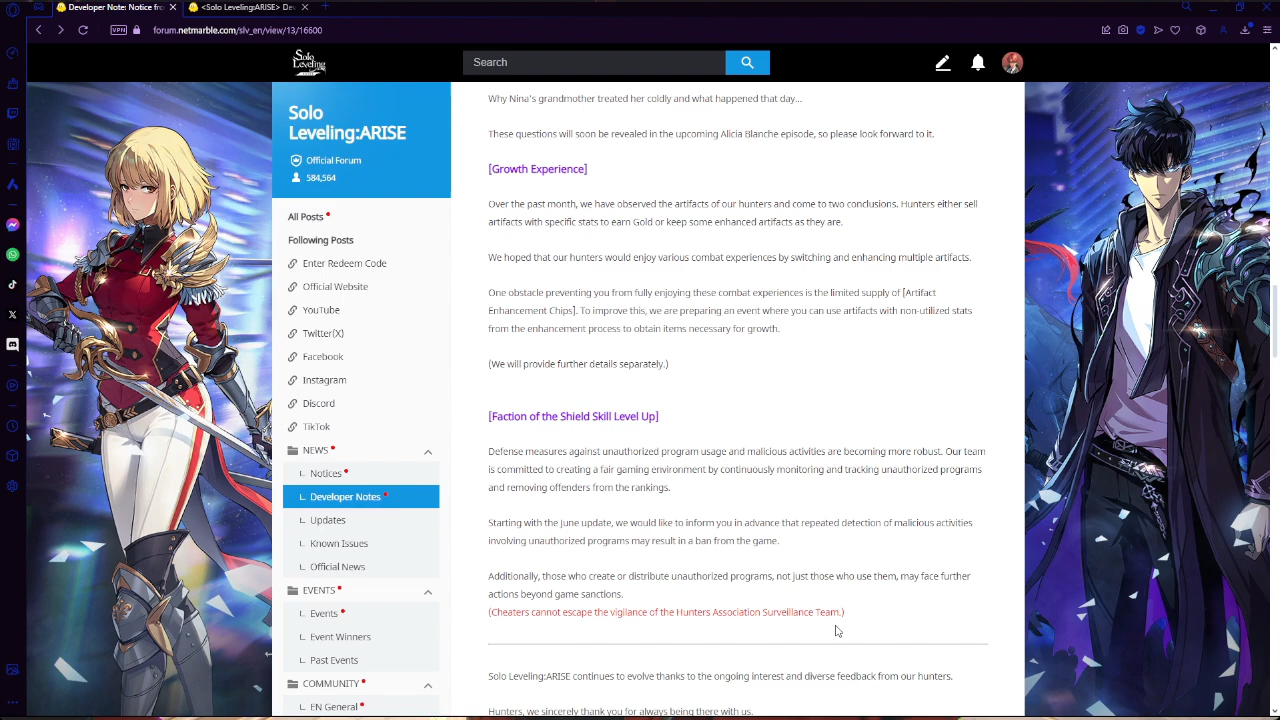 Developer Note: Notice from
<Solo Leveling:ARISE> De
VPN
forum.netmarble.com/slv_en/view/13/16600
Solo
Leveling
Search
Solo
Leveling:ARISE
Official Forum
584,564
All Posts
Following Posts
Enter Redeem Code
Official Website
YouTube
Twitter(X)
Facebook
Instagram
Discord
TikTok
NEWS
Notices
Developer Notes
Updates
Known Issues
Official News
EVENTS
Events
Event Winners
Past Events
COMMUNITY
EN General
Why Nina's grandmother treated her coldly and what happened that day...
These questions will soon be revealed in the upcoming Alicia Blanche episode, so please look forward to it.
[Growth Experience]
Over the past month, we have observed the artifacts of our hunters and come to two conclusions. Hunters either sell
artifacts with specific stats to earn Gold or keep some enhanced artifacts as they are.
We hoped that our hunters would enjoy various combat experiences by switching and enhancing multiple artifacts.
One obstacle preventing you from fully enjoying these combat experiences is the limited supply of [Artifact
Enhancement Chips]. To improve this, we are preparing an event where you can use artifacts with non-utilized stats
from the enhancement process to obtain items necessary for growth.
(We will provide further details separately.)
[Faction of the Shield Skill Level Up]
Defense measures against unauthorized program usage and malicious activities are becoming more robust. Our team
is committed to creating a fair gaming environment by continuously monitoring and tracking unauthorized programs
and removing offenders from the rankings.
Starting with the June update, we would like to inform you in advance that repeated detection of malicious activities
involving unauthorized programs may result in a ban from the game.
Additionally, those who create or distribute unauthorized programs, not just those who use them, may face further
actions beyond game sanctions.
(Cheaters cannot escape the vigilance of the Hunters Association Surveillance Team.)
Solo Leveling:ARISE continues to evolve thanks to the ongoing interest and diverse feedback from our hunters.
Hunters, we sincerely thank you for always being there with us.